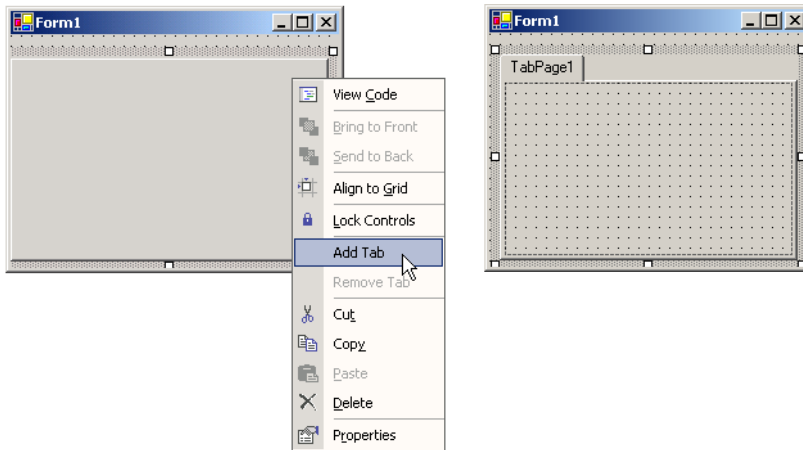 Form1
View Code
Bring to Front
Send to Back
Align to Grid
Lock Controls
Add Tab
Remove Tab
Cut
Copy
Paste
Delete
Properties
Form1
TabPage1